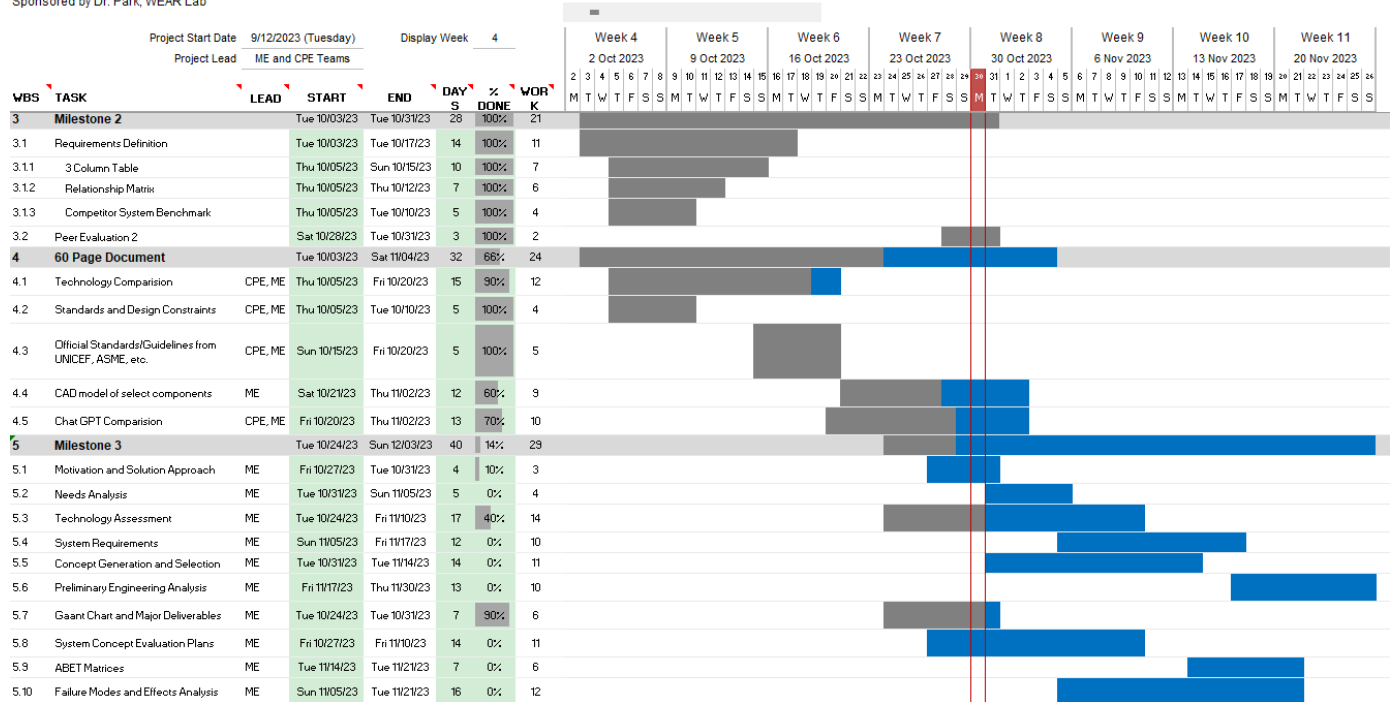 Sponsored by Dr. Park, WEAR Lab
Project Start Date 9/12/2023 (Tuesday) Display Week 4
Project Lead ME and CPE Teams
Week 4 Week 5 Week 6 Week 7 Week 8 Week 9 Week 10 Week 11
2 Oct 2023 9 Oct 2023 16 Oct 2023 23 Oct 2023 30 Oct 2023 6 Nov 2023 13 Nov 2023 20 Nov 2023
2 3 4 5 6 7 8 9 10 11 12 13 14 15 16 17 18 19 20 21 22 23 24 25 26 27 28 29 30 31 1 2 3 4 5 6 7 8 9 10 11 12 13 14 15 16 17 18 19 20 21 22 23 24 25 26
WBS TASK LEAD START END DAYS % DONE WORK M T W T F S S M T W T F S S M T W T F S S M T W T F S S M T W T F S S M T W T F S S M T W T F S S M T W T F S S
3 Milestone 2 Tue 10/03/23 Tue 10/31/23 28 100% 21
3.1 Requirements Definition Tue 10/03/23 Tue 10/17/23 14 100% 11
3.1.1 3 Column Table Thu 10/05/23 Sun 10/15/23 10 100% 7
3.1.2 Relationship Matrix Thu 10/05/23 Thu 10/12/23 7 100% 6
3.1.3 Competitor System Benchmark Thu 10/05/23 Tue 10/10/23 5 100% 4
3.2 Peer Evaluation 2 Sat 10/28/23 Tue 10/31/23 3 100% 2
4 60 Page Document Tue 10/03/23 Sat 11/04/23 32 66% 24
4.1 Technology Comparision CPE, ME Thu 10/05/23 Fri 10/20/23 15 90% 12
4.2 Standards and Design Constraints CPE, ME Thu 10/05/23 Tue 10/10/23 5 100% 4
4.3 Official Standards/Guidelines from UNICEF, ASME, etc. CPE, ME Sun 10/15/23 Fri 10/20/23 5 100% 5
4.4 CAD model of select components ME Sat 10/21/23 Thu 11/02/23 12 60% 9
4.5 Chat GPT Comparision CPE, ME Fri 10/20/23 Thu 11/02/23 13 70% 10
5 Milestone 3 Tue 10/24/23 Sun 12/03/23 40 14% 29
5.1 Motivation and Solution Approach ME Fri 10/27/23 Tue 10/31/23 4 10% 3
5.2 Needs Analysis ME Tue 10/31/23 Sun 11/05/23 5 0% 4
5.3 Technology Assessment ME Tue 10/24/23 Fri 11/10/23 17 40% 14
5.4 System Requirements ME Sun 11/05/23 Fri 11/17/23 12 0% 10
5.5 Concept Generation and Selection ME Tue 10/31/23 Tue 11/14/23 14 0% 11
5.6 Preliminary Engineering Analysis ME Fri 11/17/23 Thu 11/30/23 13 0% 10
5.7 Gaant Chart and Major Deliverables ME Tue 10/24/23 Tue 10/31/23 7 90% 6
5.8 System Concept Evaluation Plans ME Fri 10/27/23 Fri 11/10/23 14 0% 11
5.9 ABET Matrices ME Tue 11/14/23 Tue 11/21/23 7 0% 6
5.10 Failure Modes and Effects Analysis ME Sun 11/05/23 Tue 11/21/23 16 0% 12